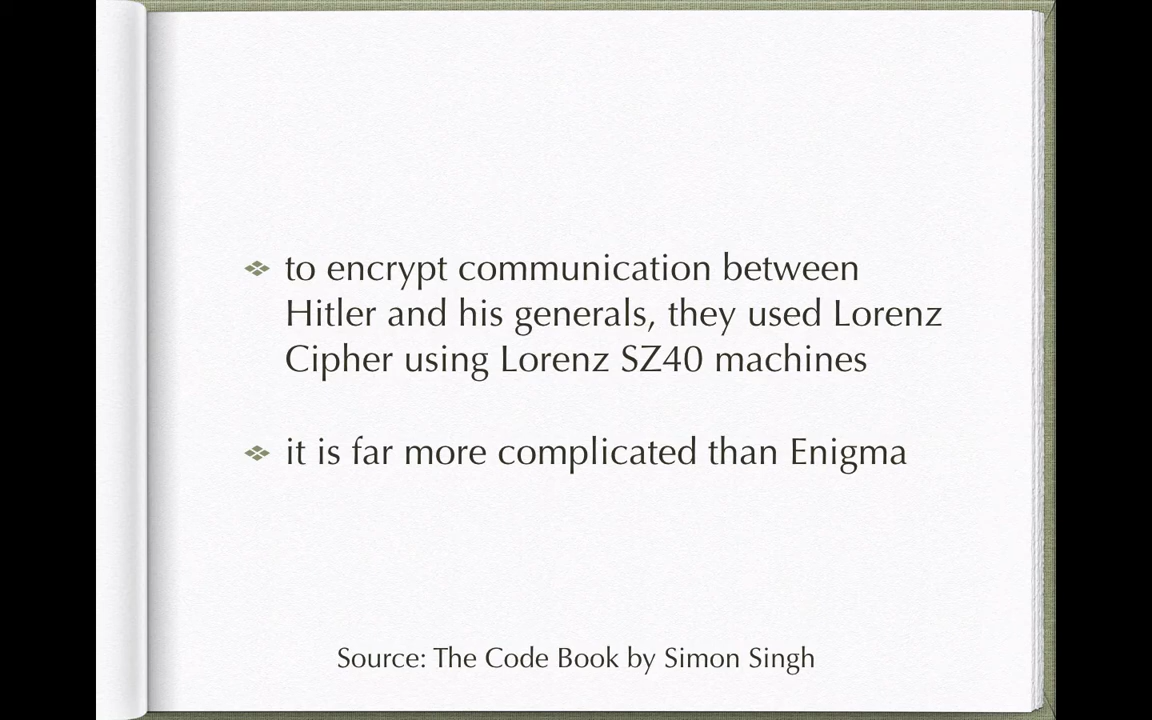 to encrypt communication between
Hitler and his generals, they used Lorenz
Cipher using Lorenz SZ40 machines
it is far more complicated than Enigma
Source: The Code Book by Simon Singh